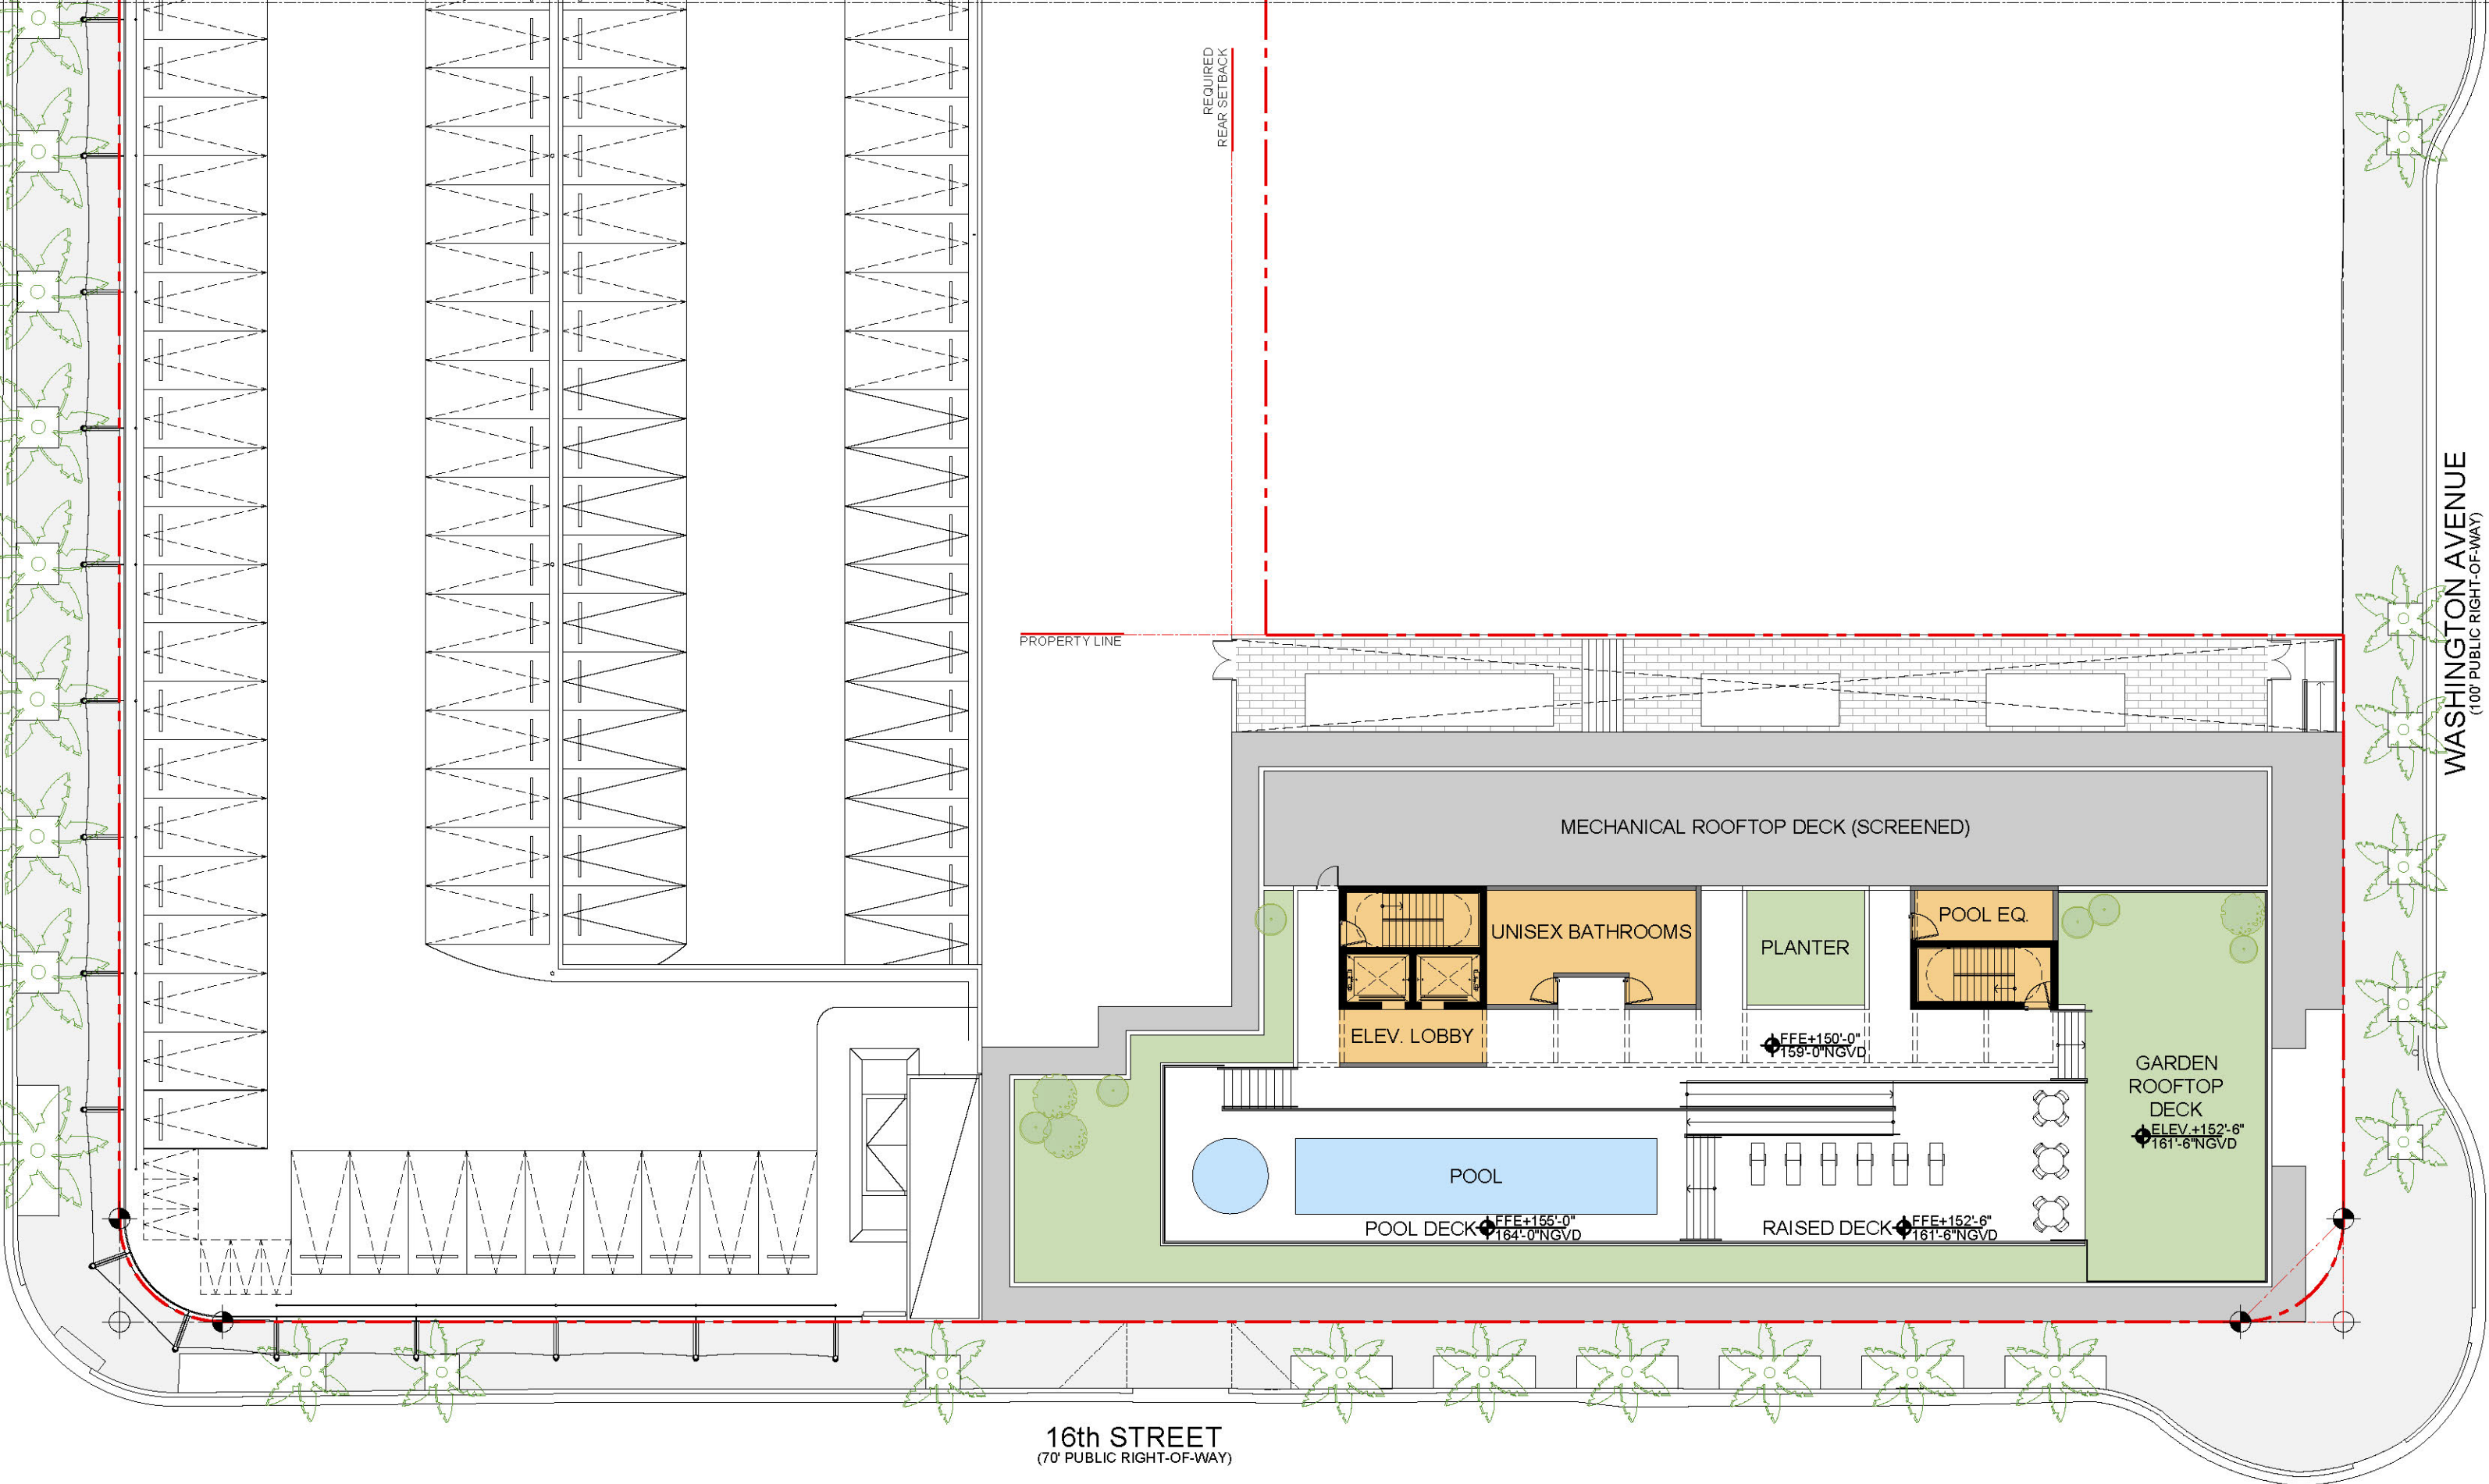 REQUIRED
REAR SETBACK
WASHINGTON AVENUE
(100' PUBLIC RIGHT-OF-WAY)
PROPERTY LINE
MECHANICAL ROOFTOP DECK (SCREENED)
UNISEX BATHROOMS
PLANTER
POOL EQ.
ELEV. LOBBY
FFE+150'-0"
159'-0"NGVD
GARDEN
ROOFTOP
DECK
ELEV.+152'-6"
161'-6"NGVD
POOL
POOL DECK
FFE+155'-0"
164'-0"NGVD
RAISED DECK
FFE+152'-6"
161'-6"NGVD
16th STREET
(70' PUBLIC RIGHT-OF-WAY)